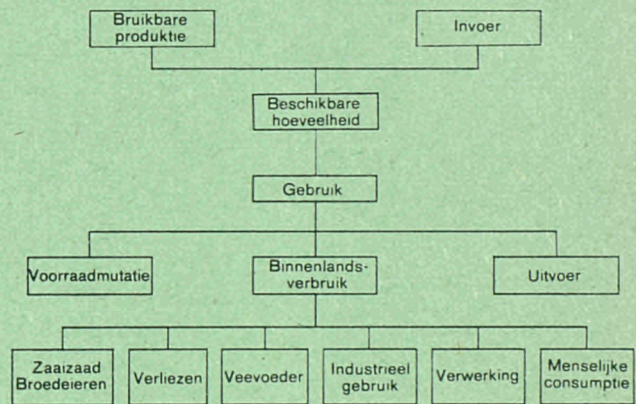 Bruikbare
produktie
Invoer
Beschikbare
hoeveelheid
Gebruik
Voorraadmutatie
Binnenlands-
verbruik
Uitvoer
Zaaizaad
Broedeieren
Verliezen
Veevoeder
Industrieel
gebruik
Verwerking
Menselijke
consumptie